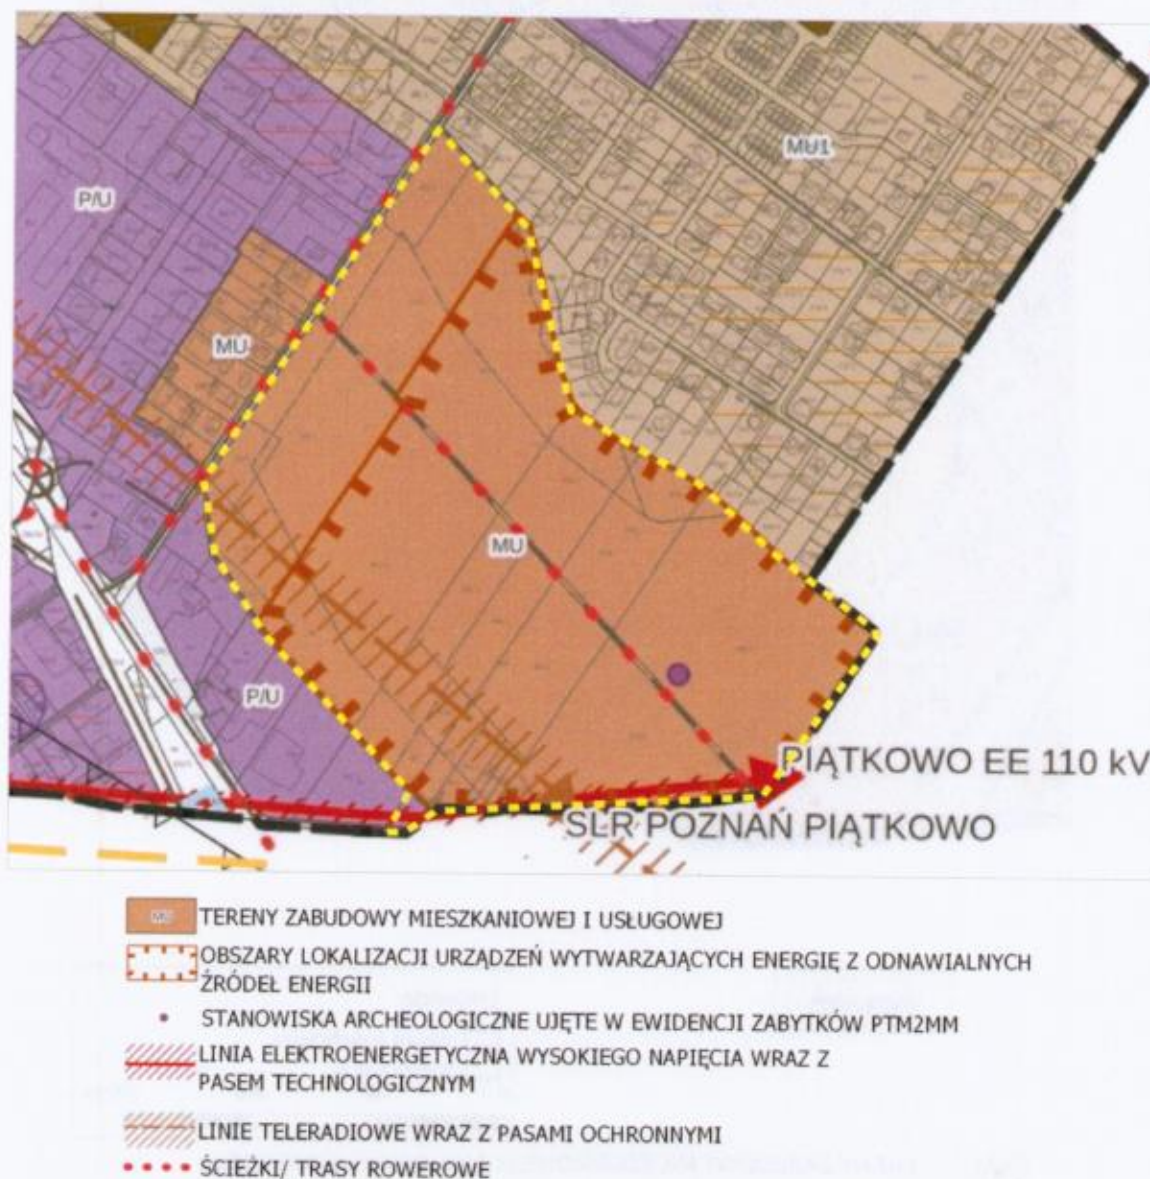 MU1
P/U
MU
MU
P/U
PIĄTKOWO EE 110 kV
SLR POZNAŃ PIĄTKOWO
MU TERENY ZABUDOWY MIESZKANIOWEJ I USŁUGOWEJ
OBSZARY LOKALIZACJI URZĄDZEŃ WYTWARZAJĄCYCH ENERGIĘ Z ODNAWIALNYCH
ŹRÓDEŁ ENERGII
STANOWISKA ARCHEOLOGICZNE UJĘTE W EWIDENCJI ZABYTKÓW PTM2MM
LINIA ELEKTROENERGETYCZNA WYSOKIEGO NAPIĘCIA WRAZ Z
PASEM TECHNOLOGICZNYM
LINIE TELERADIOWE WRAZ Z PASAMI OCHRONNYMI
ŚCIEŻKI/ TRASY ROWEROWE